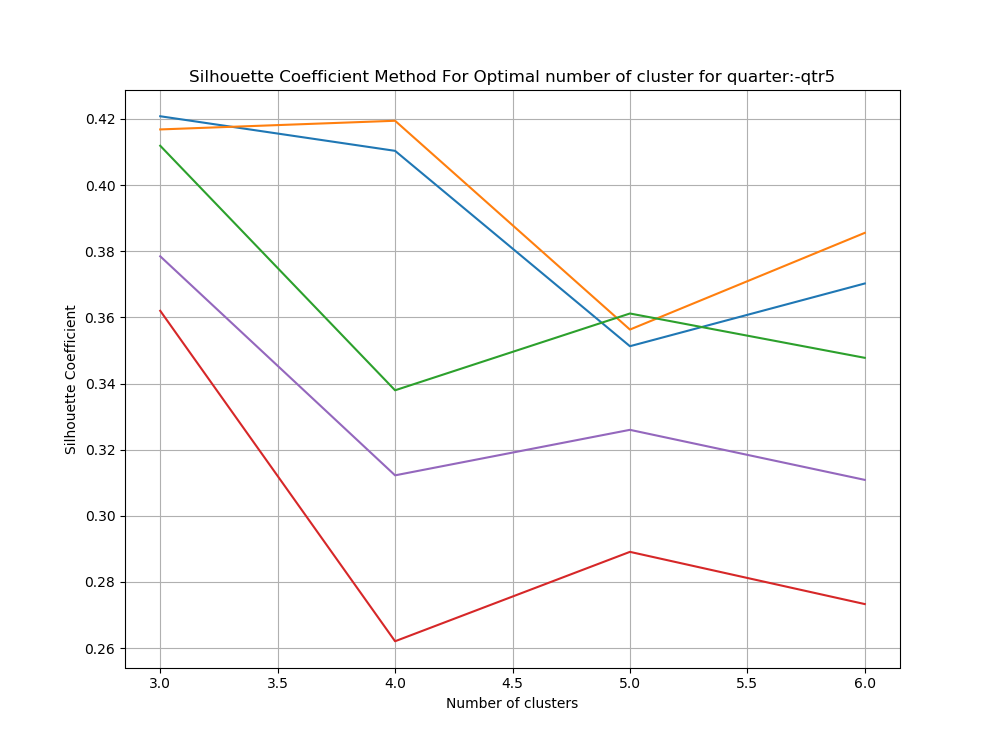 Silhouette Coefficient Method For Optimal number of cluster for quarter:-qtr5
0.42
0.40
0.38
0.36
0.34
0.32
0.30
0.28
0.26
Silhouette Coefficient
3.0 3.5 4.0 4.5 5.0 5.5 6.0
Number of clusters